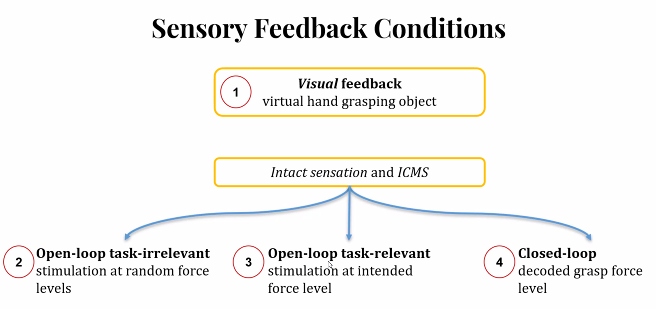 Sensory Feedback Conditions
1
Visual feedback
virtual hand grasping object
Intact sensation and ICMS
2
Open-loop task-irrelevant
stimulation at random force
levels
3
Open-loop task-relevant
stimulation at intended
force level
4
Closed-loop
decoded grasp force
level